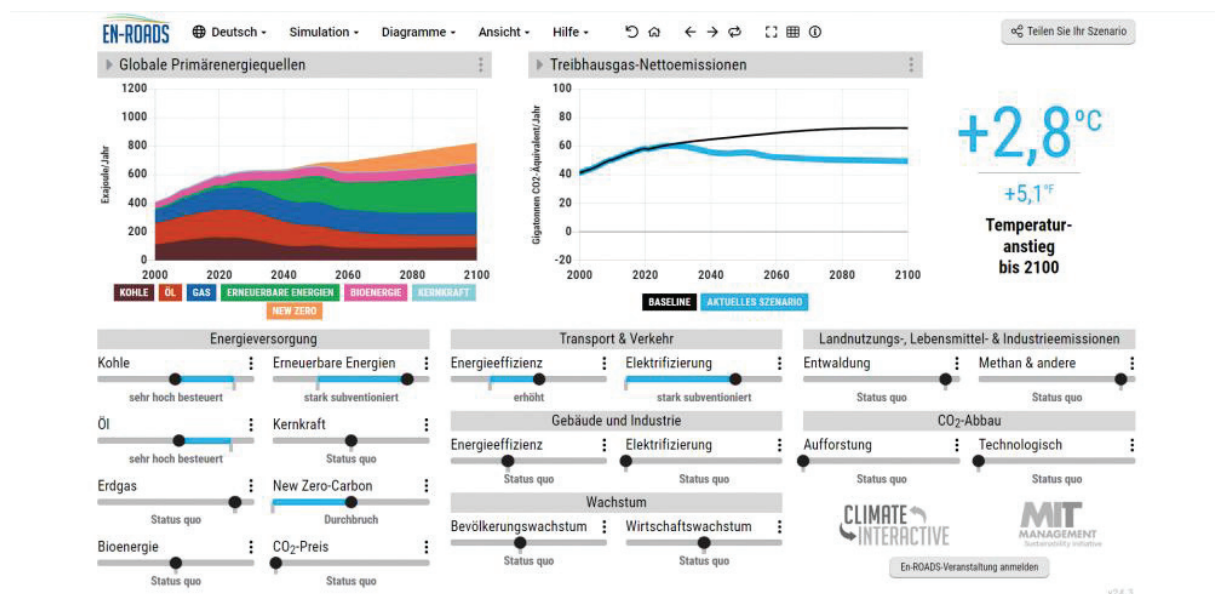 EN-ROADS
Deutsch
Simulation
Diagramme
Ansicht
Hilfe
Teilen Sie Ihr Szenario
Globale Primärenergiequellen
1200
1000
800
600
400
200
0
Exajoule/Jahr
2000 2020 2040 2060 2080 2100
KOHLE ÖL GAS ERNEUERBARE ENERGIEN BIOENERGIE KERNKRAFT
NEW ZERO
Treibhausgas-Nettoemissionen
100
80
60
40
20
0
-20
Gigatonnen CO2-Äquivalent/Jahr
2000 2020 2040 2060 2080 2100
BASELINE AKTUELLES SZENARIO
+2,8°C
+5,1°F
Temperatur-
anstieg
bis 2100
Energieversorgung
Kohle
sehr hoch besteuert
Erneuerbare Energien
stark subventioniert
Öl
sehr hoch besteuert
Kernkraft
Status quo
Erdgas
Status quo
New Zero-Carbon
Durchbruch
Bioenergie
Status quo
CO₂-Preis
Status quo
Transport & Verkehr
Energieeffizienz
erhöht
Elektrifizierung
stark subventioniert
Gebäude und Industrie
Energieeffizienz
Status quo
Elektrifizierung
Status quo
Wachstum
Bevölkerungswachstum
Status quo
Wirtschaftswachstum
Status quo
Landnutzungs-, Lebensmittel- & Industrieemissionen
Entwaldung
Status quo
Methan & andere
Status quo
CO₂-Abbau
Aufforstung
Status quo
Technologisch
Status quo
CLIMATE
INTERACTIVE
MIT
MANAGEMENT
Sustainability Initiative
En-ROADS-Veranstaltung anmelden